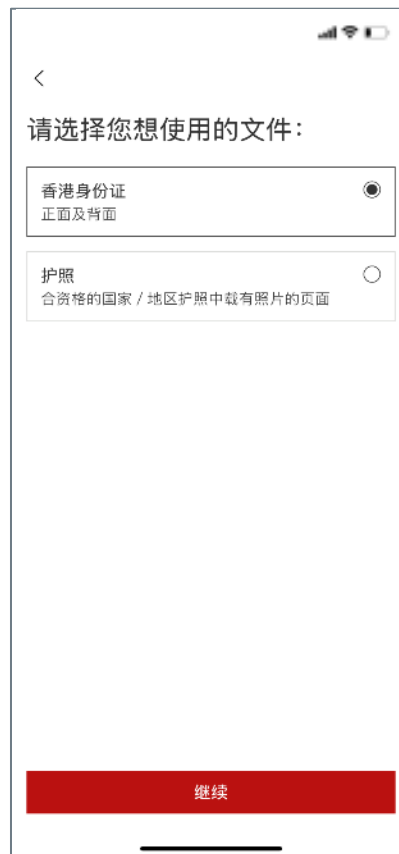 请选择您想使用的文件：
香港身份证
正面及背面
护照
合资格的国家 / 地区护照中载有照片的页面
继续